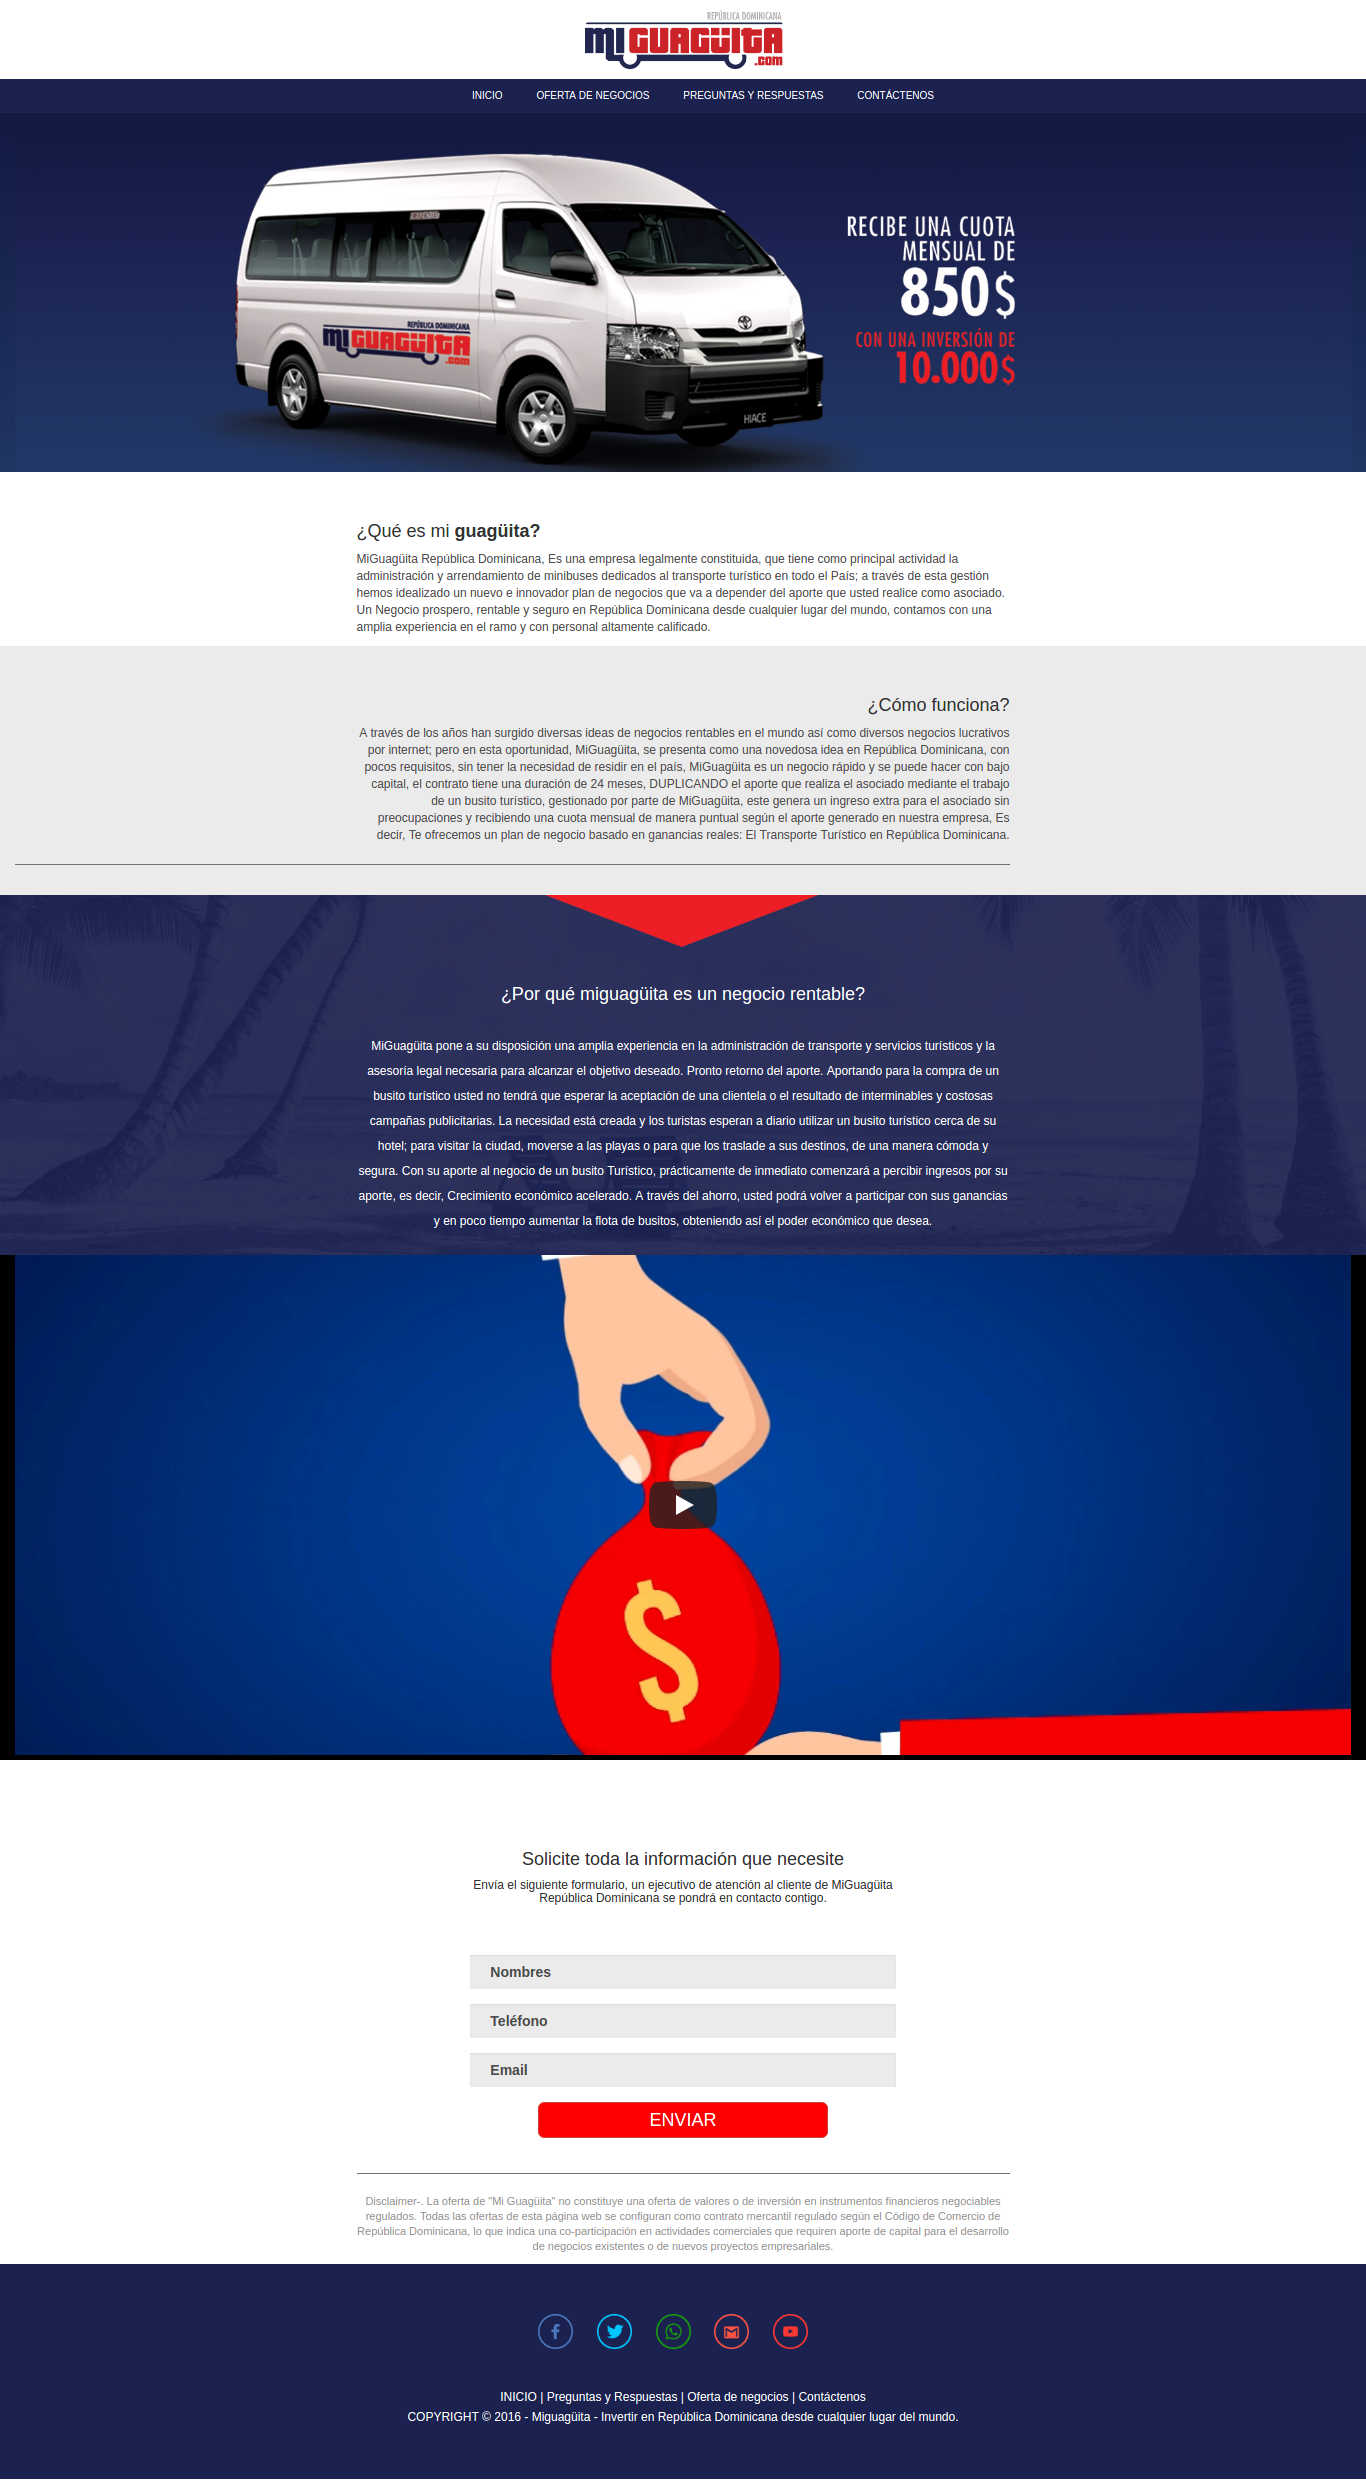 REPÚBLICA DOMINICANA
MIGUAGÜITA
.com
INICIO OFERTA DE NEGOCIOS PREGUNTAS Y RESPUESTAS CONTÁCTENOS
RECIBE UNA CUOTA
MENSUAL DE
850$
CON UNA INVERSIÓN DE
10.000$
REPÚBLICA DOMINICANA
MIGUAGÜITA
.com
HIACE
¿Qué es mi guagüita?
MiGuagüita República Dominicana, Es una empresa legalmente constituida, que tiene como principal actividad la
administración y arrendamiento de minibuses dedicados al transporte turístico en todo el País; a través de esta gestión
hemos idealizado un nuevo e innovador plan de negocios que va a depender del aporte que usted realice como asociado.
Un Negocio prospero, rentable y seguro en República Dominicana desde cualquier lugar del mundo, contamos con una
amplia experiencia en el ramo y con personal altamente calificado.
¿Cómo funciona?
A través de los años han surgido diversas ideas de negocios rentables en el mundo así como diversos negocios lucrativos
por internet; pero en esta oportunidad, MiGuagüita, se presenta como una novedosa idea en República Dominicana, con
pocos requisitos, sin tener la necesidad de residir en el país, MiGuagüita es un negocio rápido y se puede hacer con bajo
capital, el contrato tiene una duración de 24 meses, DUPLICANDO el aporte que realiza el asociado mediante el trabajo
de un busito turístico, gestionado por parte de MiGuagüita, este genera un ingreso extra para el asociado sin
preocupaciones y recibiendo una cuota mensual de manera puntual según el aporte generado en nuestra empresa, Es
decir, Te ofrecemos un plan de negocio basado en ganancias reales: El Transporte Turístico en República Dominicana.
¿Por qué miguagüita es un negocio rentable?
MiGuagüita pone a su disposición una amplia experiencia en la administración de transporte y servicios turísticos y la
asesoría legal necesaria para alcanzar el objetivo deseado. Pronto retorno del aporte. Aportando para la compra de un
busito turístico usted no tendrá que esperar la aceptación de una clientela o el resultado de interminables y costosas
campañas publicitarias. La necesidad está creada y los turistas esperan a diario utilizar un busito turístico cerca de su
hotel; para visitar la ciudad, moverse a las playas o para que los traslade a sus destinos, de una manera cómoda y
segura. Con su aporte al negocio de un busito Turístico, prácticamente de inmediato comenzará a percibir ingresos por su
aporte, es decir, Crecimiento económico acelerado. A través del ahorro, usted podrá volver a participar con sus ganancias
y en poco tiempo aumentar la flota de busitos, obteniendo así el poder económico que desea.
$
Solicite toda la información que necesite
Envía el siguiente formulario, un ejecutivo de atención al cliente de MiGuagüita
República Dominicana se pondrá en contacto contigo.
Nombres
Teléfono
Email
ENVIAR
Disclaimer-. La oferta de "Mi Guagüita" no constituye una oferta de valores o de inversión en instrumentos financieros negociables
regulados. Todas las ofertas de esta página web se configuran como contrato mercantil regulado según el Código de Comercio de
República Dominicana, lo que indica una co-participación en actividades comerciales que requiren aporte de capital para el desarrollo
de negocios existentes o de nuevos proyectos empresariales.
INICIO | Preguntas y Respuestas | Oferta de negocios | Contáctenos
COPYRIGHT © 2016 - Miguagüita - Invertir en República Dominicana desde cualquier lugar del mundo.